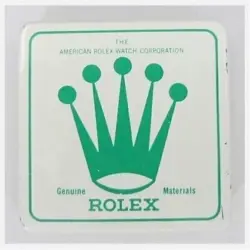 THE
AMERICAN ROLEX WATCH CORPORATION
Genuine Materials
ROLEX